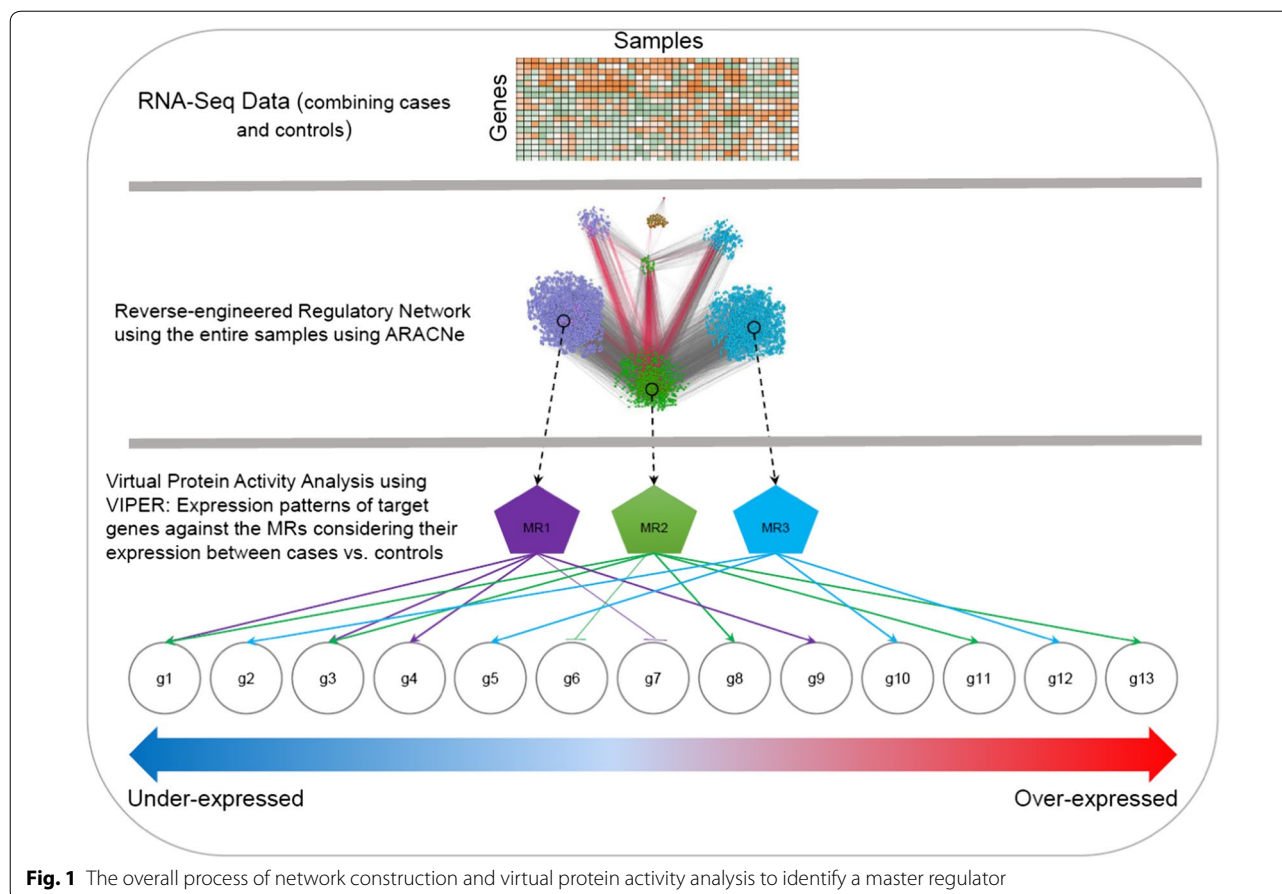 Samples
Genes
RNA-Seq Data (combining cases
and controls)
Reverse-engineered Regulatory Network
using the entire samples using ARACNe
Virtual Protein Activity Analysis using
VIPER: Expression patterns of target
genes against the MRs considering their
expression between cases vs. controls
MR1 MR2 MR3
g1 g2 g3 g4 g5 g6 g7 g8 g9 g10 g11 g12 g13
Under-expressed Over-expressed
Fig. 1 The overall process of network construction and virtual protein activity analysis to identify a master regulator